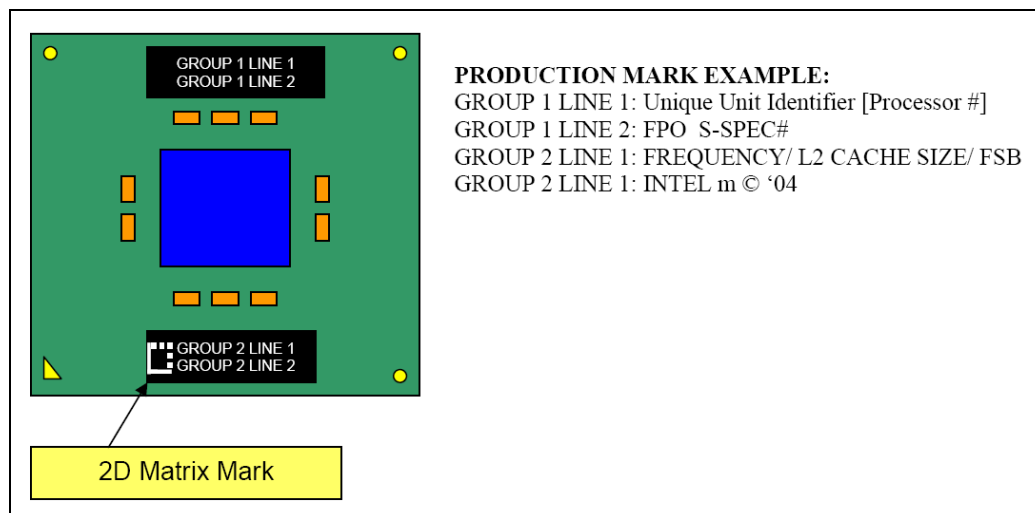 GROUP 1 LINE 1
GROUP 1 LINE 2
PRODUCTION MARK EXAMPLE:
GROUP 1 LINE 1: Unique Unit Identifier [Processor #]
GROUP 1 LINE 2: FPO S-SPEC#
GROUP 2 LINE 1: FREQUENCY/ L2 CACHE SIZE/ FSB
GROUP 2 LINE 1: INTEL m © ‘04
GROUP 2 LINE 1
GROUP 2 LINE 2
2D Matrix Mark